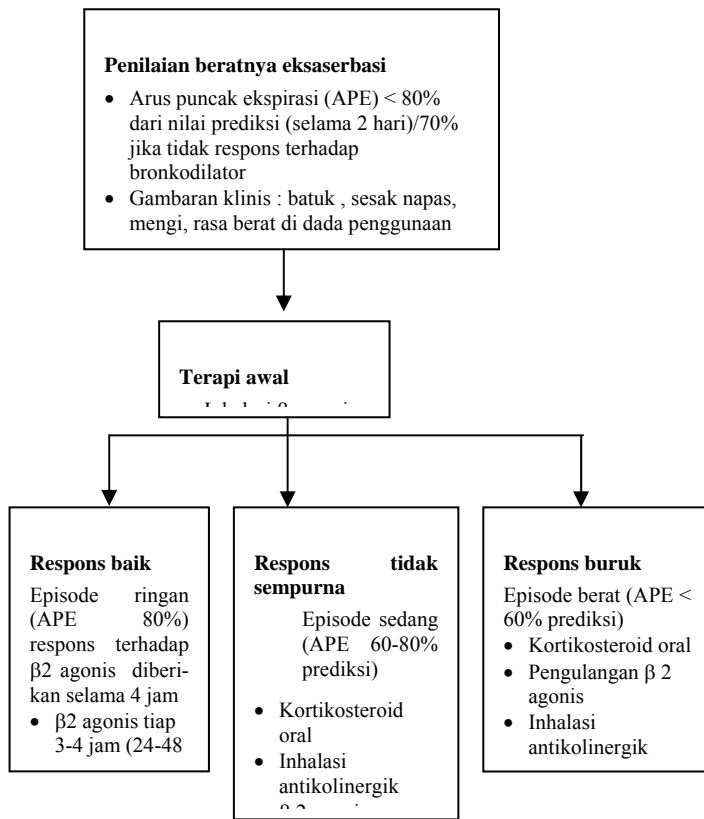 Penilaian beratnya eksaserbasi
• Arus puncak ekspirasi (APE) < 80%
dari nilai prediksi (selama 2 hari)/70%
jika tidak respons terhadap
bronkodilator
• Gambaran klinis : batuk , sesak napas,
mengi, rasa berat di dada penggunaan
Terapi awal
Respons baik
Episode ringan
(APE 80%)
respons terhadap
β2 agonis diberi-
kan selama 4 jam
• β2 agonis tiap
3-4 jam (24-48
Respons tidak
sempurna
Episode sedang
(APE 60-80%
prediksi)
• Kortikosteroid
oral
• Inhalasi
antikolinergik
Respons buruk
Episode berat (APE <
60% prediksi)
• Kortikosteroid oral
• Pengulangan β 2
agonis
• Inhalasi
antikolinergik